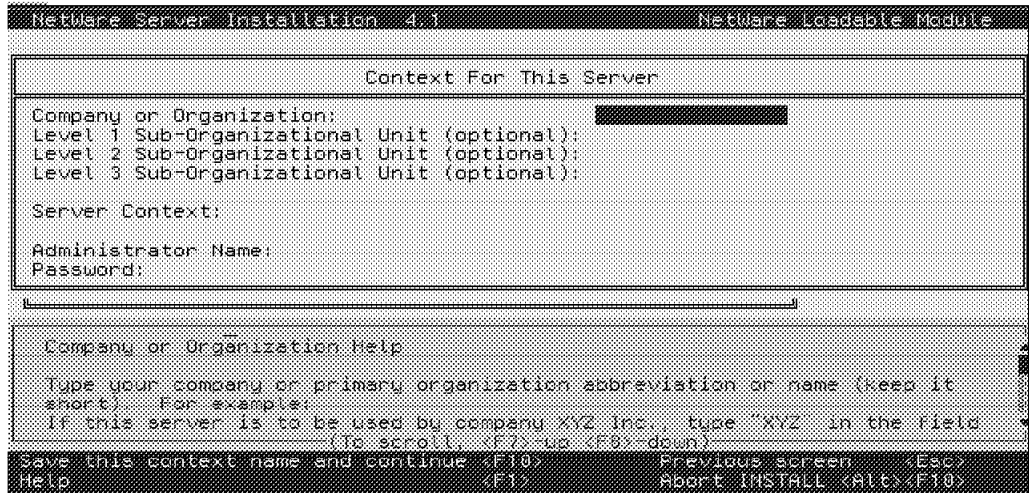 NetWare Server Installation 4.1 NetWare Loadable Module
Context For This Server
Company or Organization:
Level 1 Sub-Organizational Unit (optional):
Level 2 Sub-Organizational Unit (optional):
Level 3 Sub-Organizational Unit (optional):
Server Context:
Administrator Name:
Password:
Company or Organization Help
Type your company or primary organization abbreviation or name (keep it
short). For example:
If this server is to be used by company XYZ Inc., type "XYZ" in the field
(To scroll, <F7>-up <F8>-down)
Save this context name and continue <F10> Previous screen <Esc>
Help <F1> Abort INSTALL <Alt><F10>